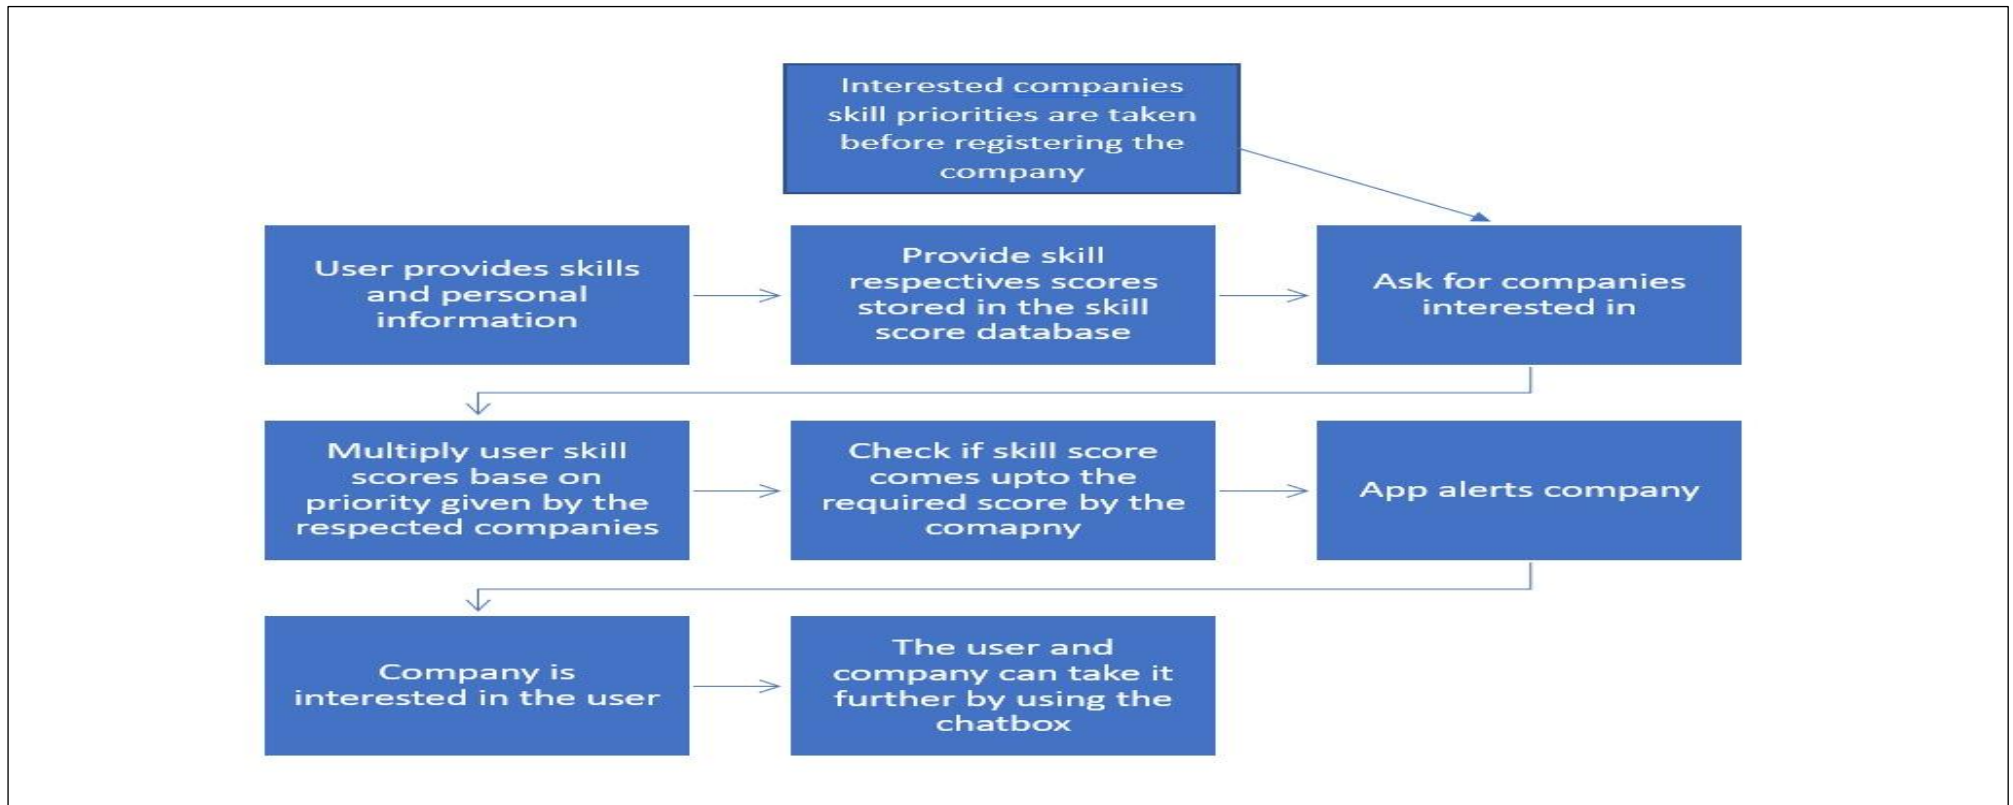 Interested companies
skill priorities are taken
before registering the
company
User provides skills
and personal
information
Provide skill
respectives scores
stored in the skill
score database
Ask for companies
interested in
Multiply user skill
scores base on
priority given by the
respected companies
Check if skill score
comes upto the
required score by the
comapny
App alerts company
Company is
interested in the user
The user and
company can take it
further by using the
chatbox